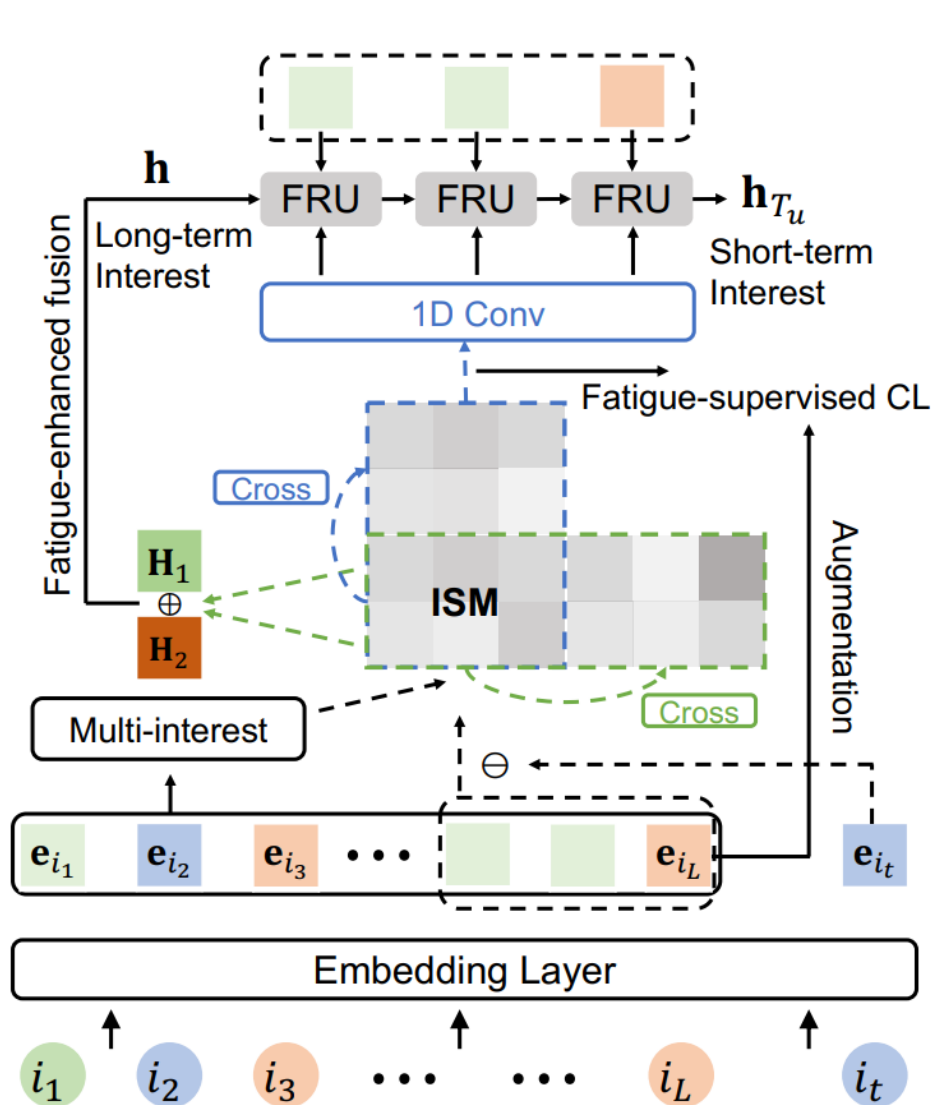 h
FRU FRU FRU
h_{T_u}
Long-term
Interest
Short-term
Interest
1D Conv
Fatigue-enhanced fusion
Fatigue-supervised CL
Cross
H_1
⊕
H_2
ISM
Cross
Augmentation
Multi-interest
⊖
e_{i_1} e_{i_2} e_{i_3} ••• e_{i_L} e_{i_t}
Embedding Layer
i_1 i_2 i_3 ••• ••• i_L i_t